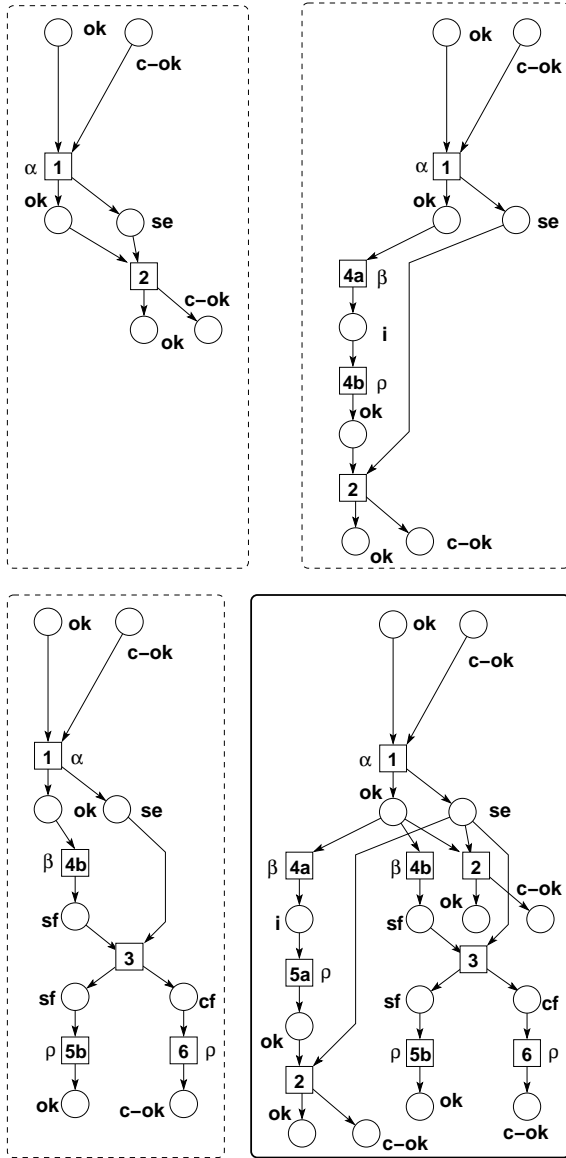 ok
c-ok
α 1
ok
se
2
c-ok
ok
ok
c-ok
α 1
ok
se
4a β
i
4b ρ
ok
2
ok
c-ok
ok
c-ok
1 α
ok se
β 4b
sf
3
sf cf
ρ 5b 6 ρ
ok c-ok
ok
c-ok
α 1
ok se
β 4a β 4b 2
c-ok
ok
i sf
3
5a ρ
sf cf
ok
ρ 5b 6 ρ
2
ok ok
c-ok
c-ok